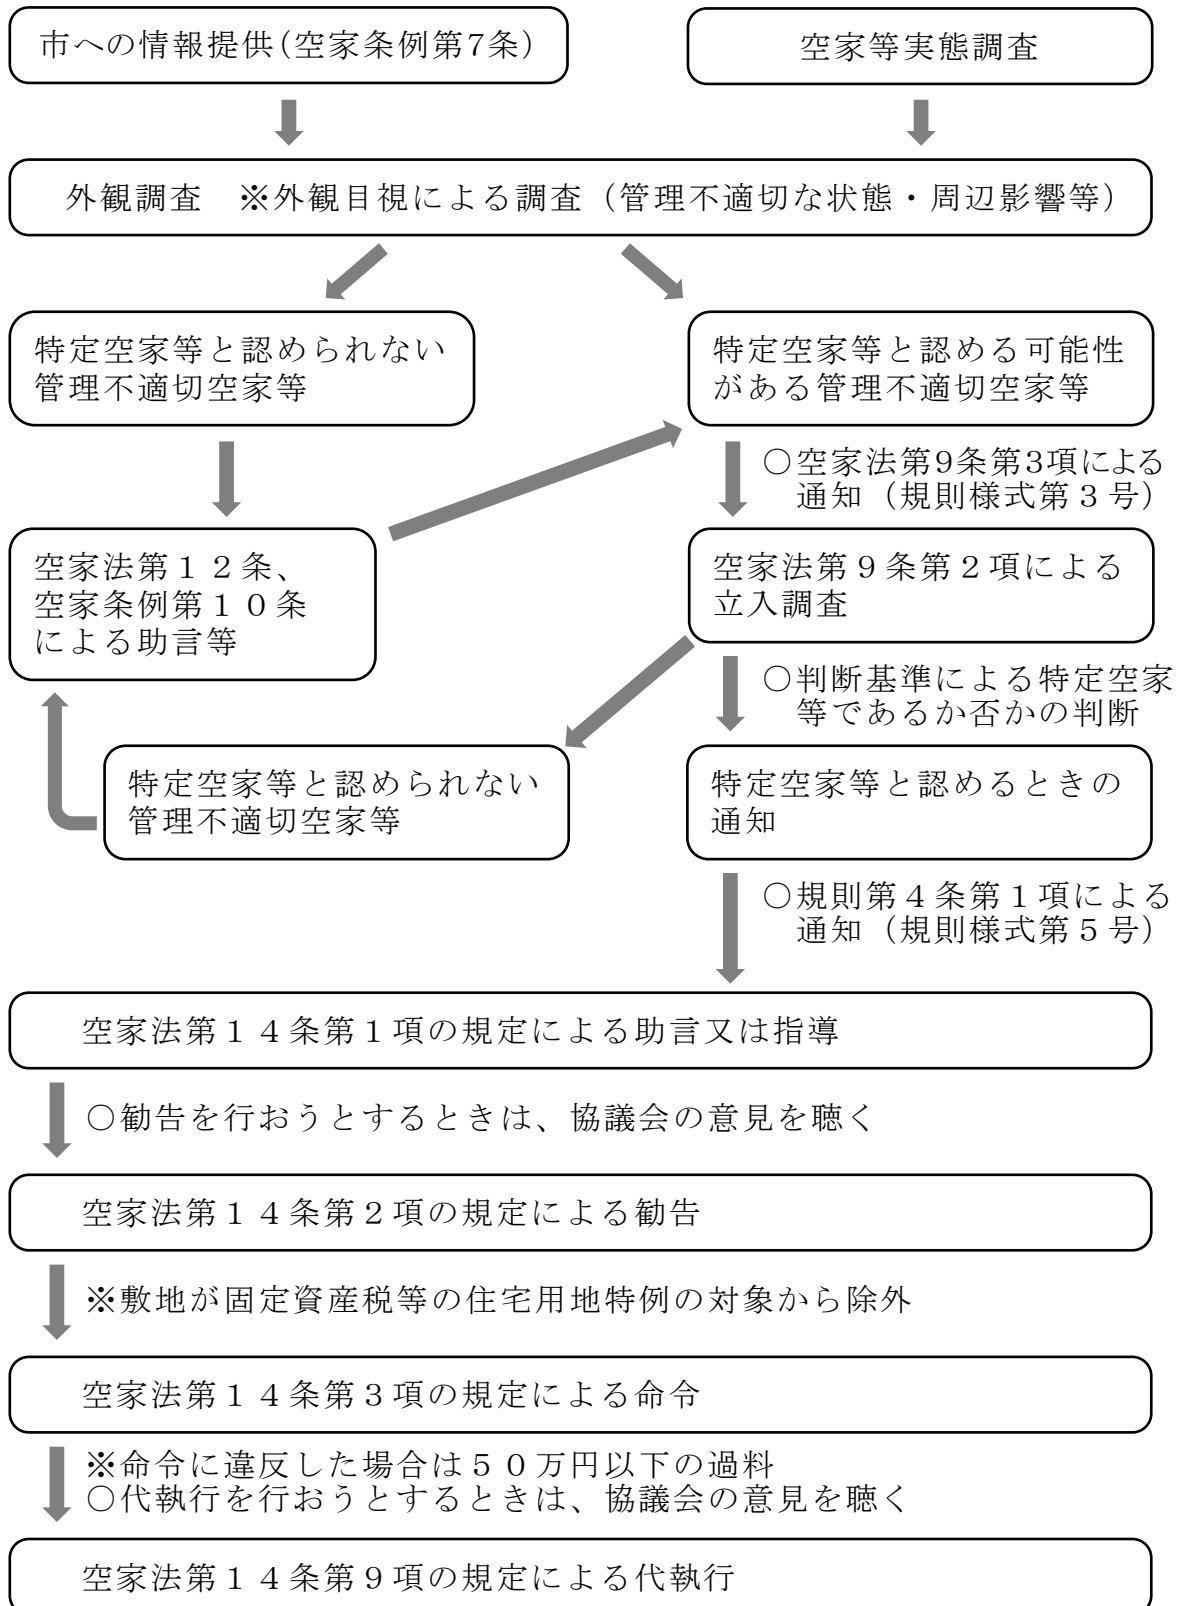 市への情報提供(空家条例第7条)
空家等実態調査
外観調査　※外観目視による調査（管理不適切な状態・周辺影響等）
特定空家等と認められない
管理不適切空家等
特定空家等と認める可能性
がある管理不適切空家等
○空家法第9条第3項による
通知（規則様式第３号）
空家法第１２条、
空家条例第１０条
による助言等
空家法第９条第２項による
立入調査
○判断基準による特定空家
等であるか否かの判断
特定空家等と認められない
管理不適切空家等
特定空家等と認めるときの
通知
○規則第４条第１項による
通知（規則様式第５号）
空家法第１４条第１項の規定による助言又は指導
○勧告を行おうとするときは、協議会の意見を聴く
空家法第１４条第２項の規定による勧告
※敷地が固定資産税等の住宅用地特例の対象から除外
空家法第１４条第３項の規定による命令
※命令に違反した場合は５０万円以下の過料
○代執行を行おうとするときは、協議会の意見を聴く
空家法第１４条第９項の規定による代執行